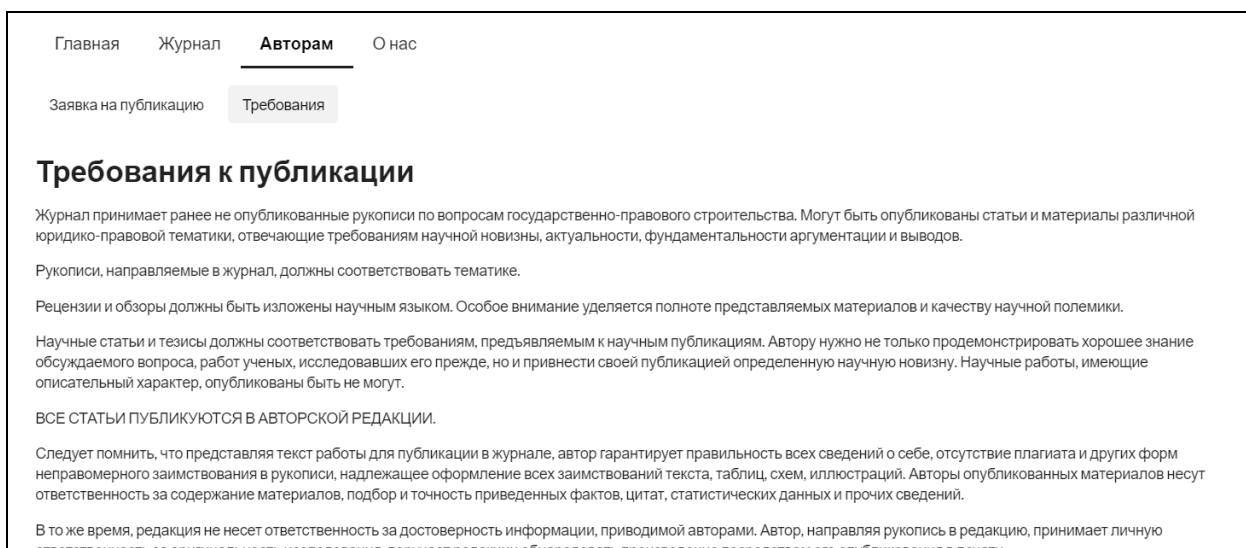 Главная Журнал Авторам О нас
Заявка на публикацию Требования
Требования к публикации
Журнал принимает ранее не опубликованные рукописи по вопросам государственно-правового строительства. Могут быть опубликованы статьи и материалы различной
юридико-правовой тематики, отвечающие требованиям научной новизны, актуальности, фундаментальности аргументации и выводов.
Рукописи, направляемые в журнал, должны соответствовать тематике.
Рецензии и обзоры должны быть изложены научным языком. Особое внимание уделяется полноте представляемых материалов и качеству научной полемики.
Научные статьи и тезисы должны соответствовать требованиям, предъявляемым к научным публикациям. Автору нужно не только продемонстрировать хорошее знание
обсуждаемого вопроса, работ ученых, исследовавших его прежде, но и привнести своей публикацией определенную научную новизну. Научные работы, имеющие
описательный характер, опубликованы быть не могут.
ВСЕ СТАТЬИ ПУБЛИКУЮТСЯ В АВТОРСКОЙ РЕДАКЦИИ.
Следует помнить, что представляя текст работы для публикации в журнале, автор гарантирует правильность всех сведений о себе, отсутствие плагиата и других форм
неправомерного заимствования в рукописи, надлежащее оформление всех заимствований текста, таблиц, схем, иллюстраций. Авторы опубликованных материалов несут
ответственность за содержание материалов, подбор и точность приведенных фактов, цитат, статистических данных и прочих сведений.
В то же время, редакция не несет ответственность за достоверность информации, приводимой авторами. Автор, направляя рукопись в редакцию, принимает личную